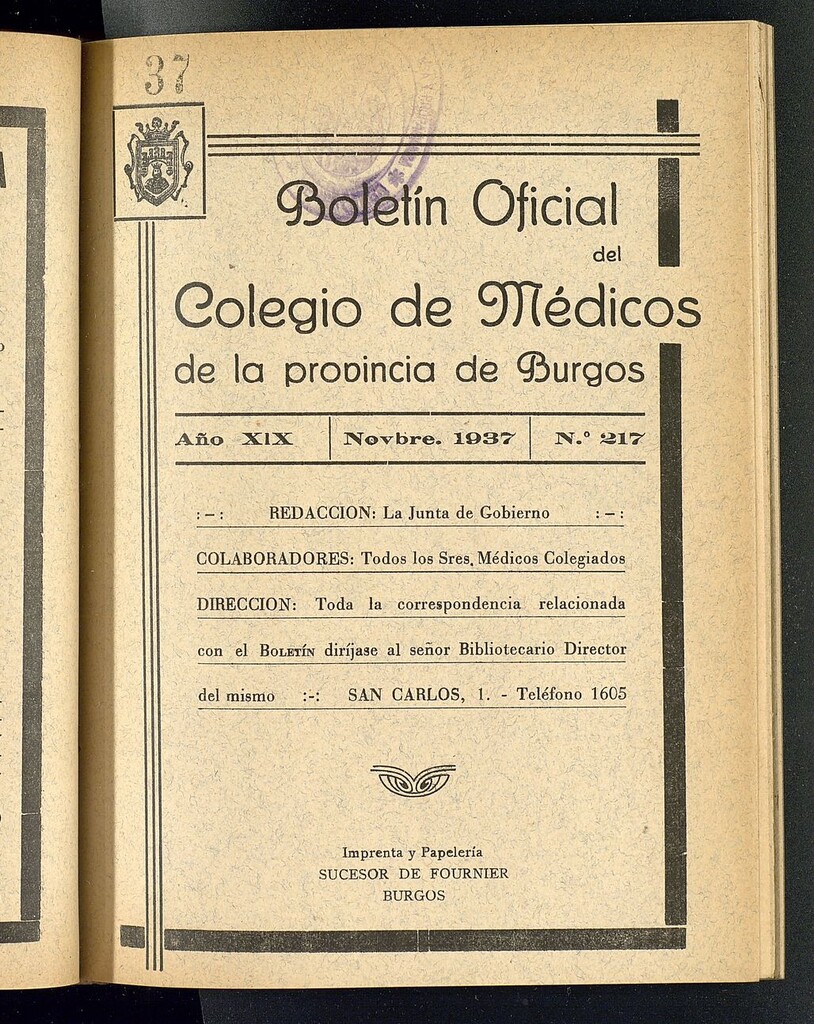 37
Boletín Oficial
del
Colegio de Médicos
de la provincia de Burgos
Año XIX
Novbre. 1937
N.º 217
:-: REDACCION: La Junta de Gobierno :-:
COLABORADORES: Todos los Sres. Médicos Colegiados
DIRECCION: Toda la correspondencia relacionada
con el BOLETÍN diríjase al señor Bibliotecario Director
del mismo :-: SAN CARLOS, 1. - Teléfono 1605
Imprenta y Papelería
SUCESOR DE FOURNIER
BURGOS